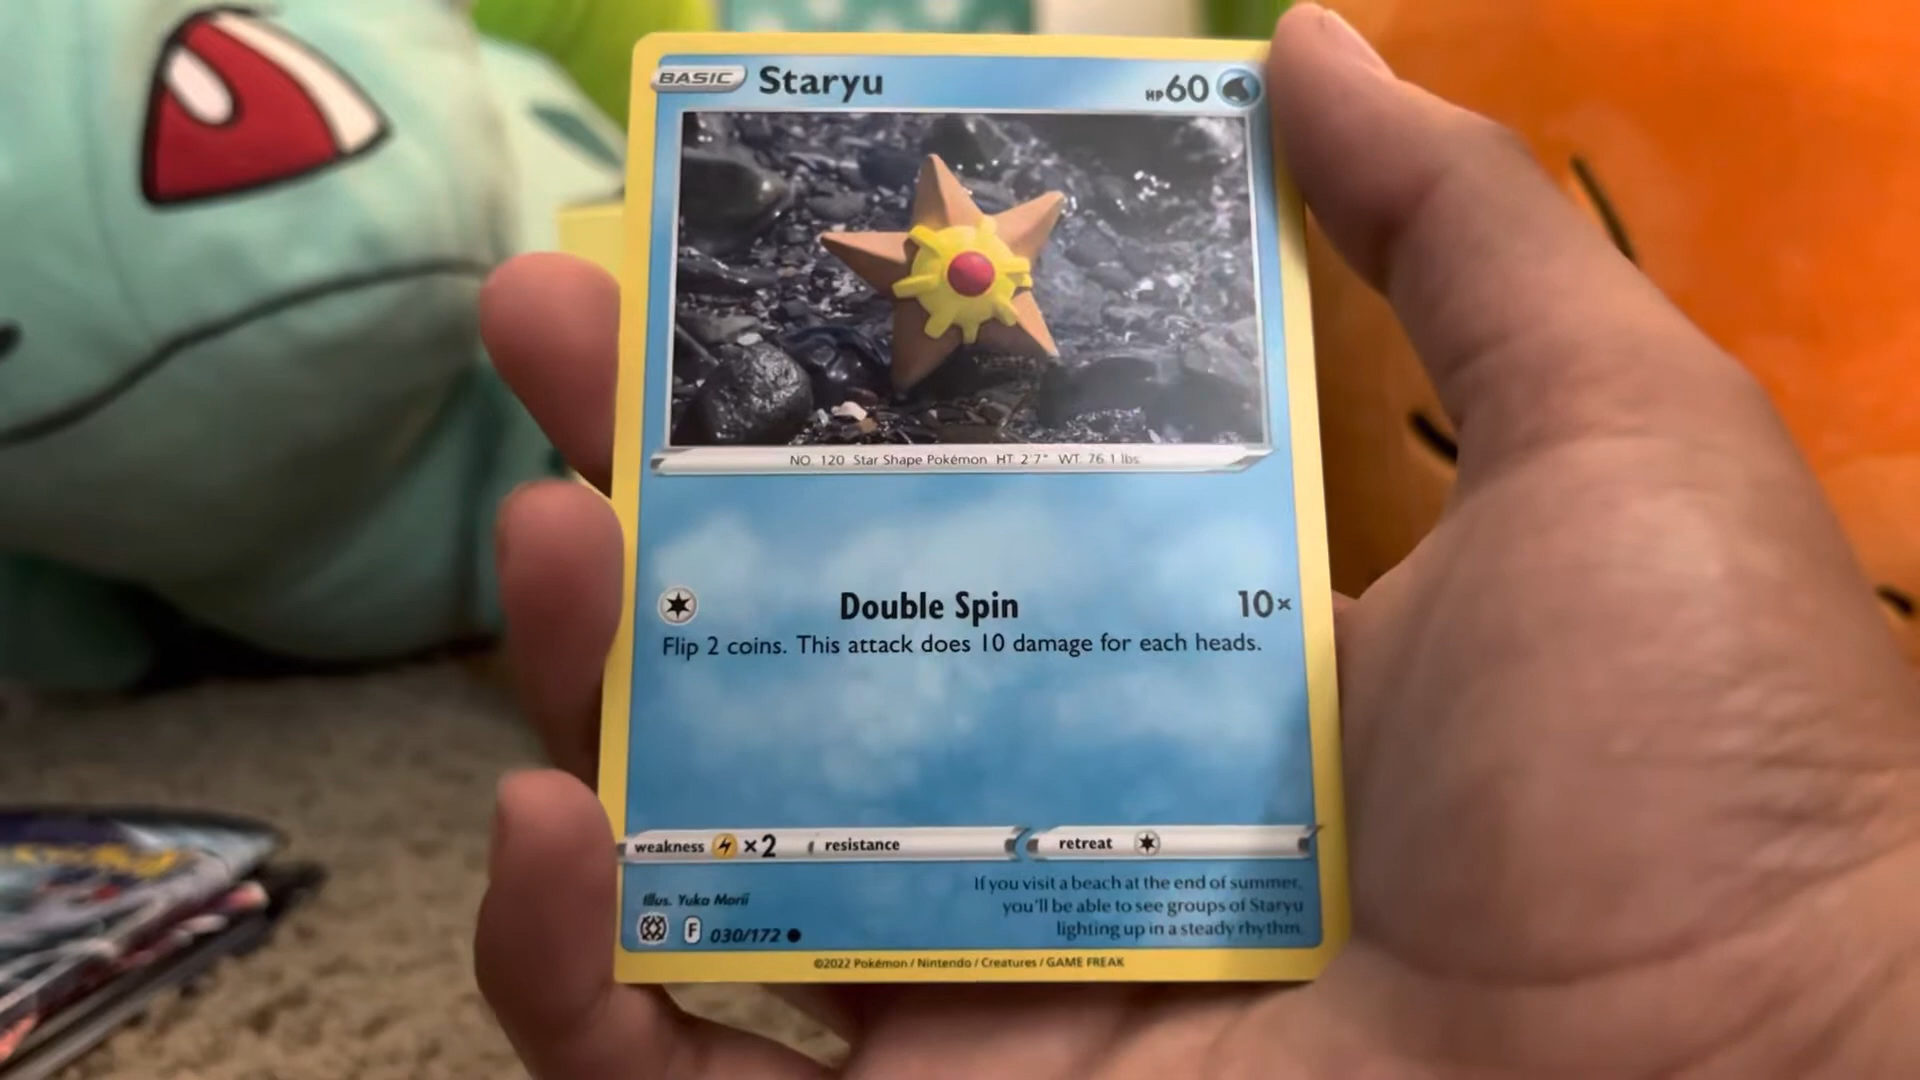 BASIC Staryu HP 60
NO. 120 Star Shape Pokémon HT. 2'7" WT. 76.1 lbs
Double Spin 10×
Flip 2 coins. This attack does 10 damage for each heads.
weakness ×2 resistance retreat
Illus. Yuka Morii
If you visit a beach at the end of summer,
you'll be able to see groups of Staryu
lighting up in a steady rhythm.
F 030/172
©2022 Pokémon / Nintendo / Creatures / GAME FREAK